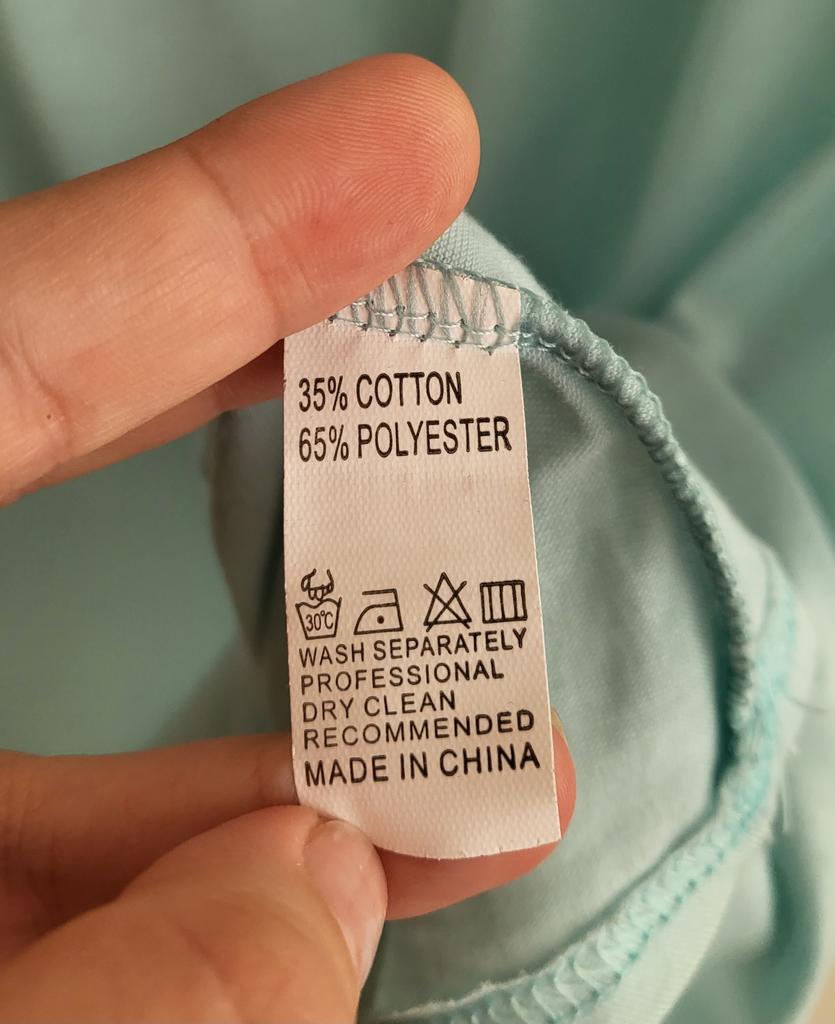 35% COTTON
65% POLYESTER
30°C
WASH SEPARATELY
PROFESSIONAL
DRY CLEAN
RECOMMENDED
MADE IN CHINA